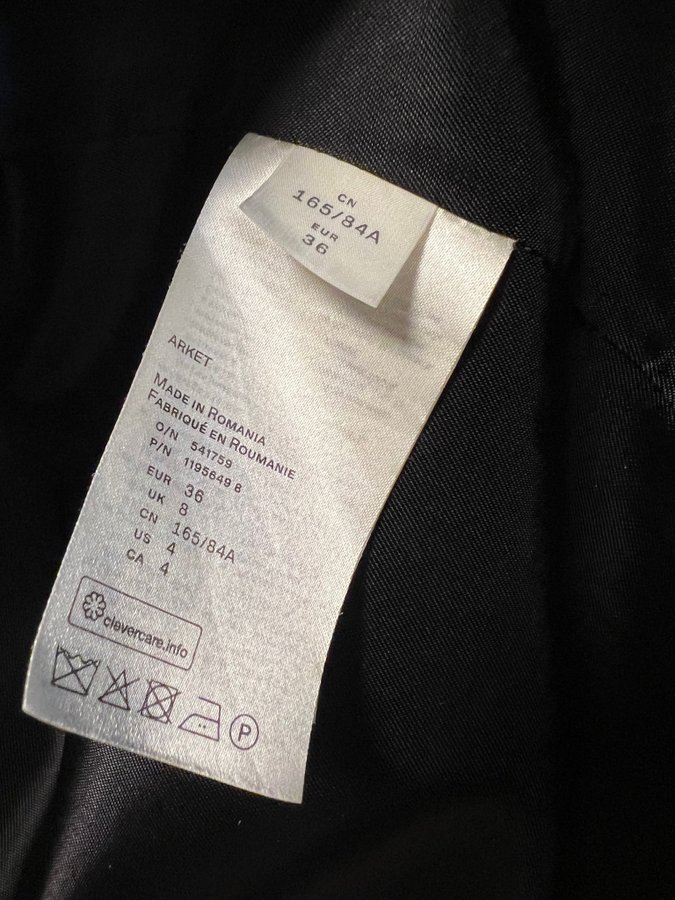 CN
165/84A
EUR
36
ARKET
MADE IN ROMANIA
FABRIQUÉ EN ROUMANIE
O/N 541759
P/N 1195649 8
EUR 36
UK 8
CN 165/84A
US 4
CA 4
clevercare.info
P